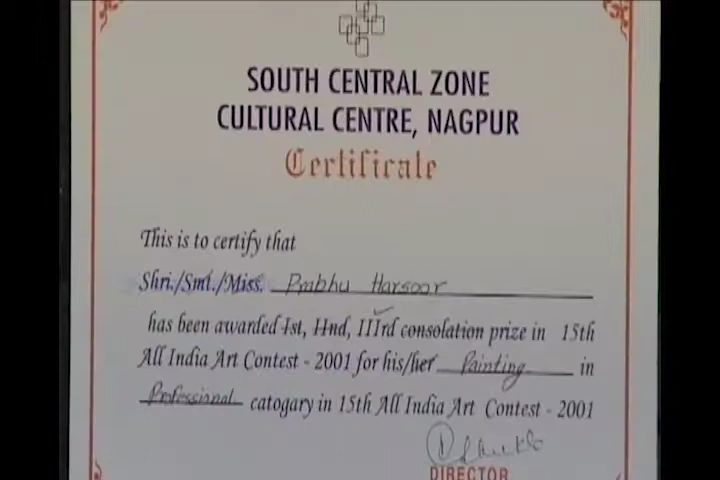 SOUTH CENTRAL ZONE
CULTURAL CENTRE, NAGPUR
Certificate
This is to certify that
Shri./Smt./Miss. Prabhu Harsoor
has been awarded Ist, IInd, IIIrd consolation prize in 15th
All India Art Contest - 2001 for his/her Painting in
Professional catogary in 15th All India Art Contest - 2001
DIRECTOR